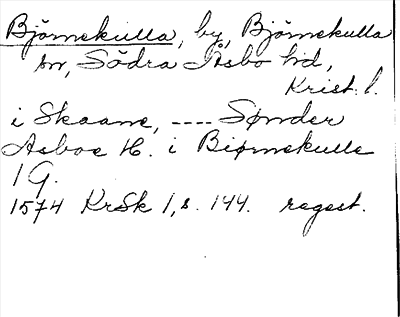 Björnekulla, by, Björnekulla
sn, Södra Åsbo hd,
Krist. l.
i Skaane, ---- Sønder
Asboe H. i Biørnekulle
1 G.
1574 KrSk 1, s. 144. regest.